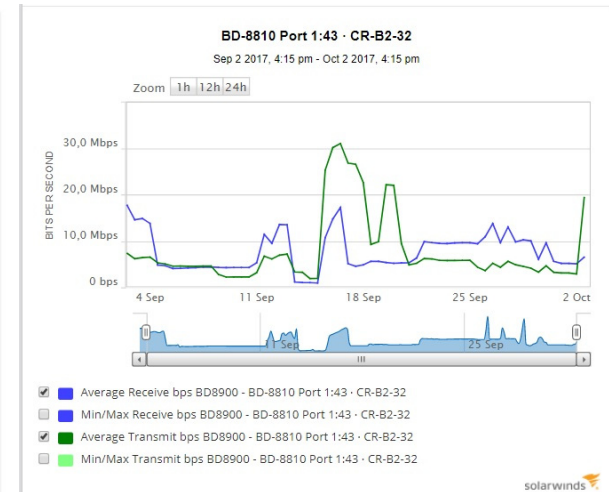 BD-8810 Port 1:43 · CR-B2-32
Sep 2 2017, 4:15 pm - Oct 2 2017, 4:15 pm
Zoom 1h 12h 24h
BITS PER SECOND
30,0 Mbps
20,0 Mbps
10,0 Mbps
0 bps
4 Sep 11 Sep 18 Sep 25 Sep 2 Oct
11 Sep 25 Sep
Average Receive bps BD8900 - BD-8810 Port 1:43 · CR-B2-32
Min/Max Receive bps BD8900 - BD-8810 Port 1:43 · CR-B2-32
Average Transmit bps BD8900 - BD-8810 Port 1:43 · CR-B2-32
Min/Max Transmit bps BD8900 - BD-8810 Port 1:43 · CR-B2-32
solarwinds